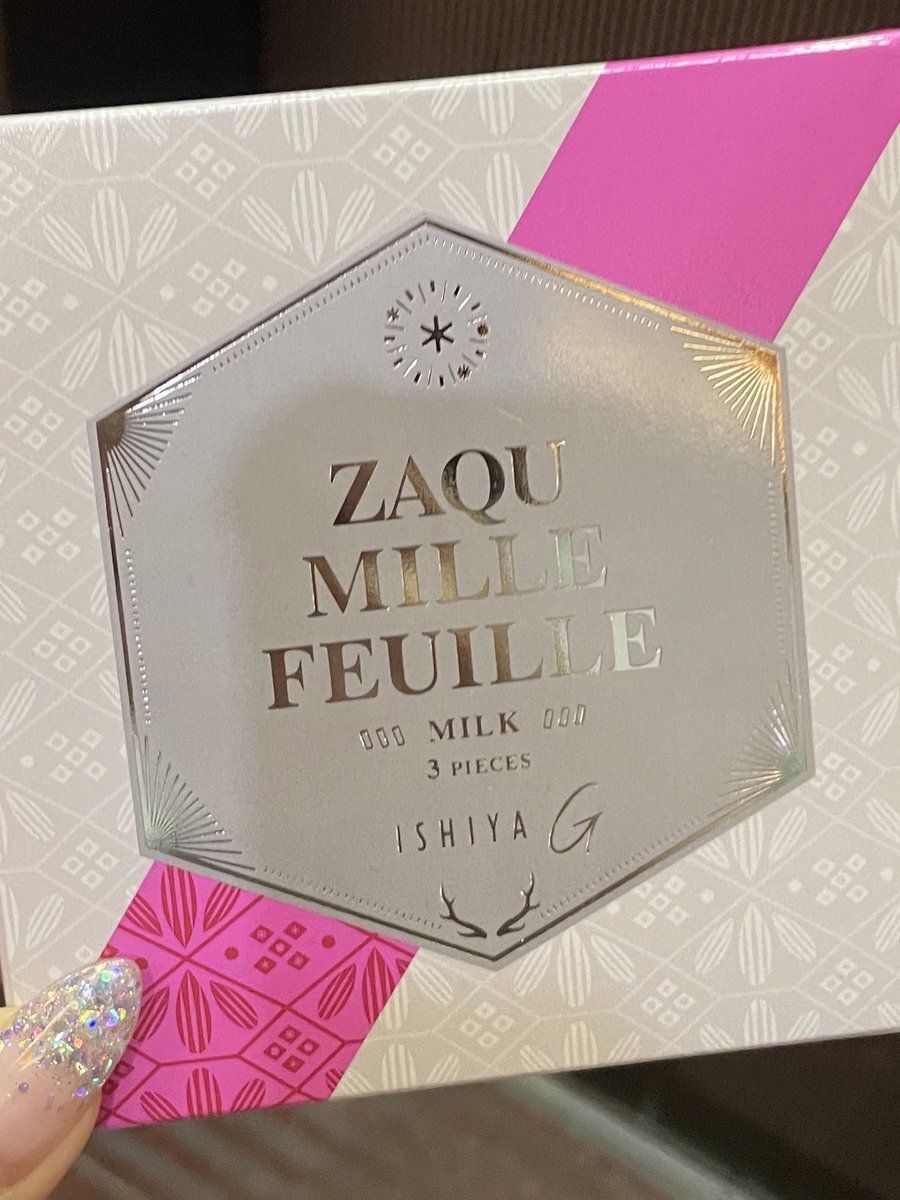 ZAQU
MILLE
FEUILLE
MILK
3 PIECES
ISHIYA G